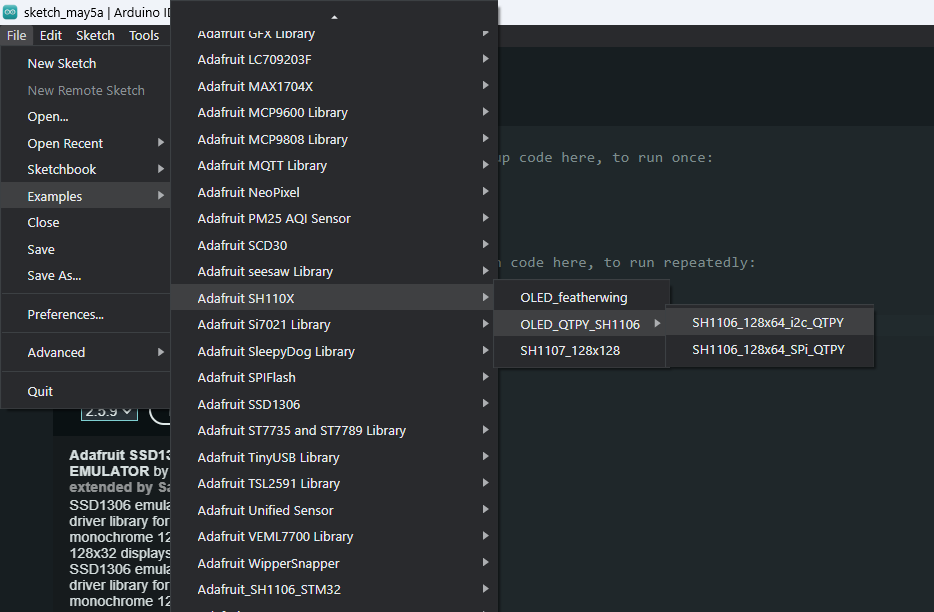 sketch_may5a | Arduino ID
File Edit Sketch Tools
New Sketch
New Remote Sketch
Open...
Open Recent
Sketchbook
Examples
Close
Save
Save As...
Preferences...
Advanced
Quit
Adafruit GFX Library
Adafruit LC709203F
Adafruit MAX1704X
Adafruit MCP9600 Library
Adafruit MCP9808 Library
Adafruit MQTT Library
Adafruit NeoPixel
Adafruit PM25 AQI Sensor
Adafruit SCD30
Adafruit seesaw Library
Adafruit SH110X
Adafruit Si7021 Library
Adafruit SleepyDog Library
Adafruit SPIFlash
Adafruit SSD1306
Adafruit ST7735 and ST7789 Library
Adafruit TinyUSB Library
Adafruit TSL2591 Library
Adafruit Unified Sensor
Adafruit VEML7700 Library
Adafruit WipperSnapper
Adafruit_SH1106_STM32
OLED_featherwing
OLED_QTPY_SH1106
SH1107_128x128
SH1106_128x64_i2c_QTPY
SH1106_128x64_SPi_QTPY
up code here, to run once:
code here, to run repeatedly:
2.5.9
Adafruit SSD13
EMULATOR by
extended by Sa
SSD1306 emula
driver library for
monochrome 12
128x32 displays
SSD1306 emula
driver library for
monochrome 12